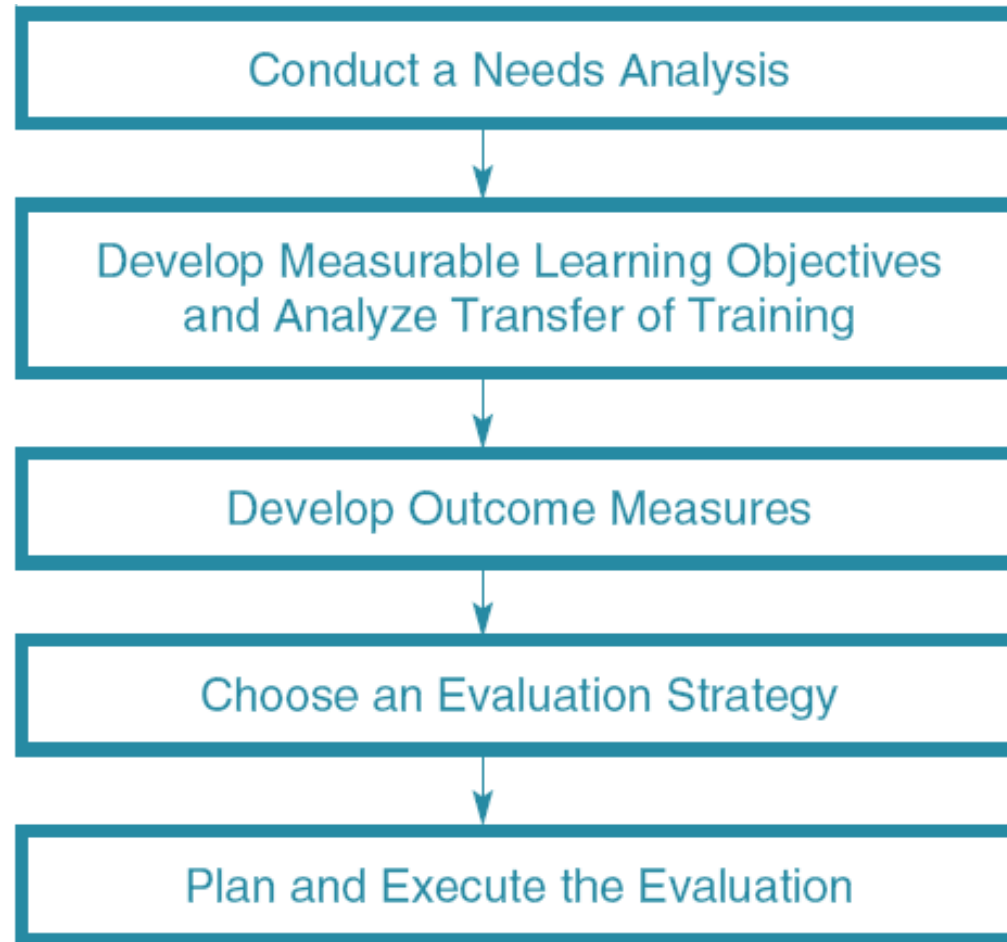 Conduct a Needs Analysis
Develop Measurable Learning Objectives
and Analyze Transfer of Training
Develop Outcome Measures
Choose an Evaluation Strategy
Plan and Execute the Evaluation